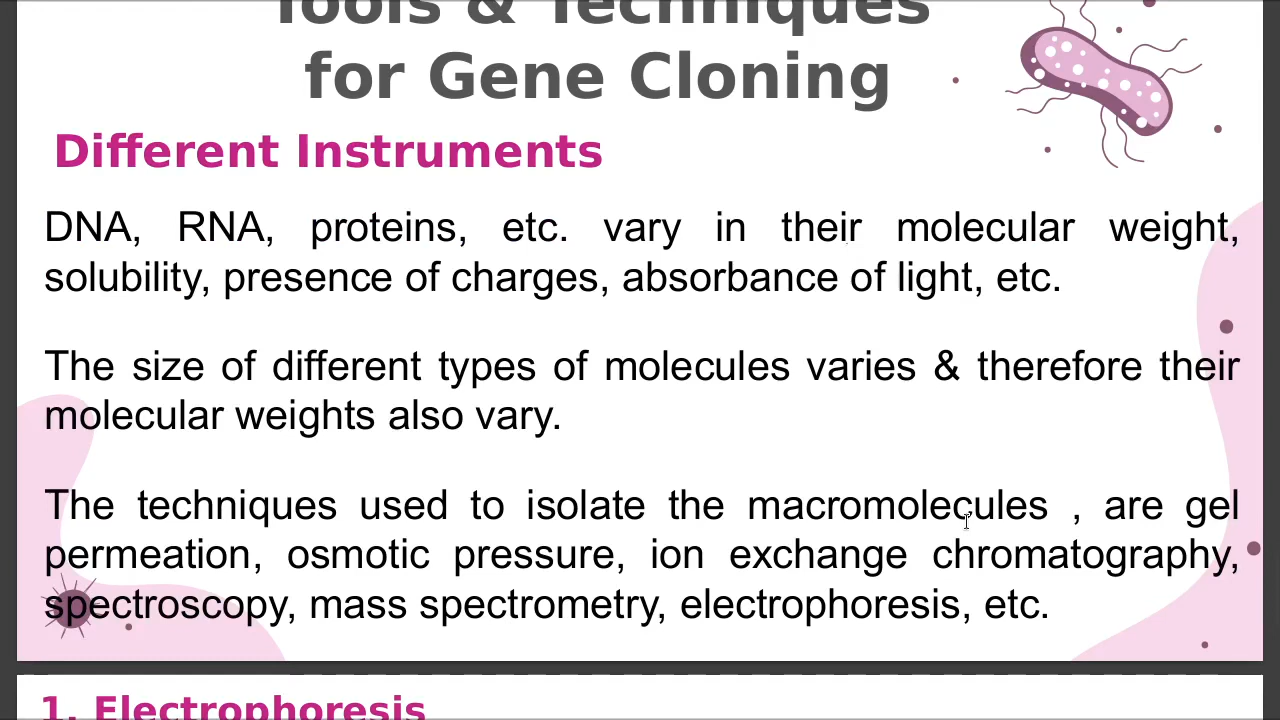 Tools & Techniques
for Gene Cloning
Different Instruments
DNA, RNA, proteins, etc. vary in their molecular weight,
solubility, presence of charges, absorbance of light, etc.
The size of different types of molecules varies & therefore their
molecular weights also vary.
The techniques used to isolate the macromolecules , are gel
permeation, osmotic pressure, ion exchange chromatography,
spectroscopy, mass spectrometry, electrophoresis, etc.
1. Electrophoresis